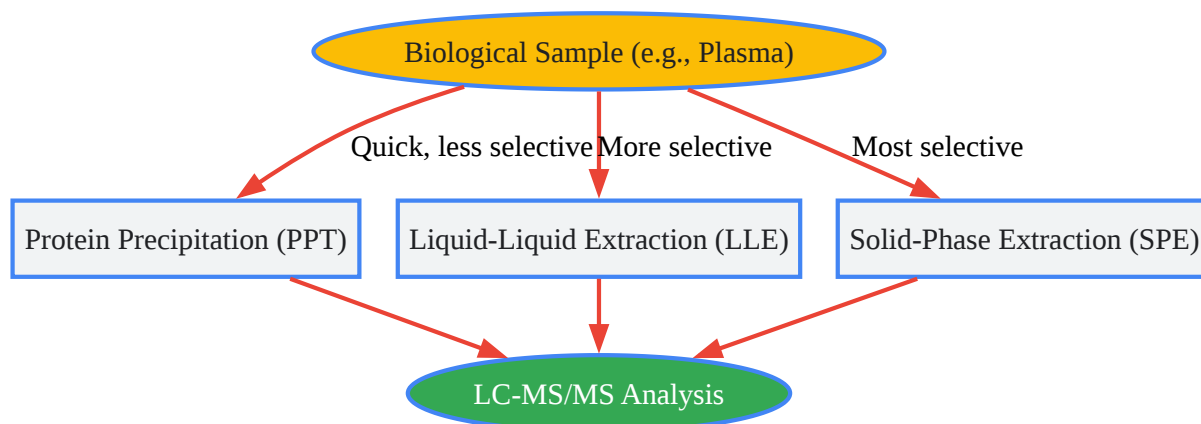 Biological Sample (e.g., Plasma)
Quick, less selective
More selective
Most selective
Protein Precipitation (PPT)
Liquid-Liquid Extraction (LLE)
Solid-Phase Extraction (SPE)
LC-MS/MS Analysis